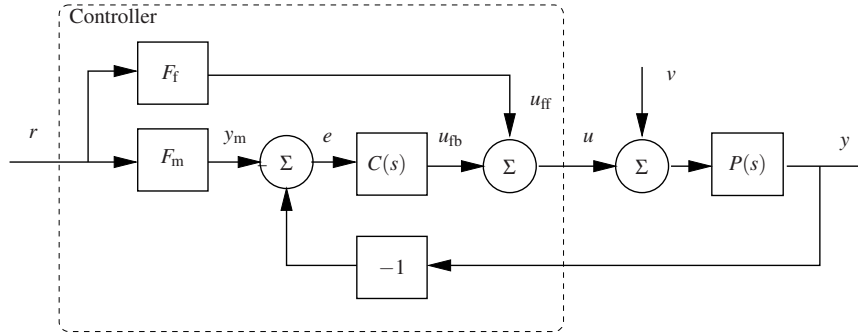 Controller
F_f
v
u_ff
r
y_m
e
u_fb
u
y
F_m
Σ
C(s)
Σ
Σ
P(s)
−1